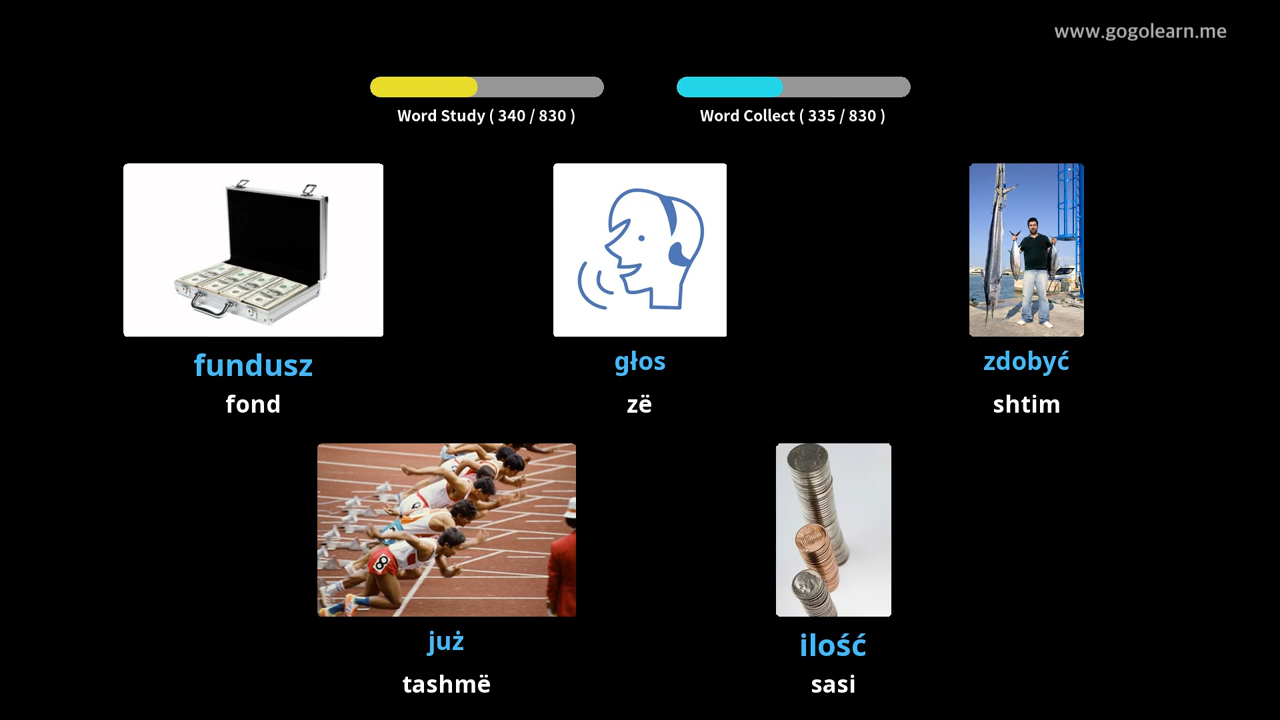 www.gogolearn.me
Word Study ( 340 / 830 )
Word Collect ( 335 / 830 )
fundusz
fond
głos
zë
zdobyć
shtim
8
już
tashmë
ilość
sasi